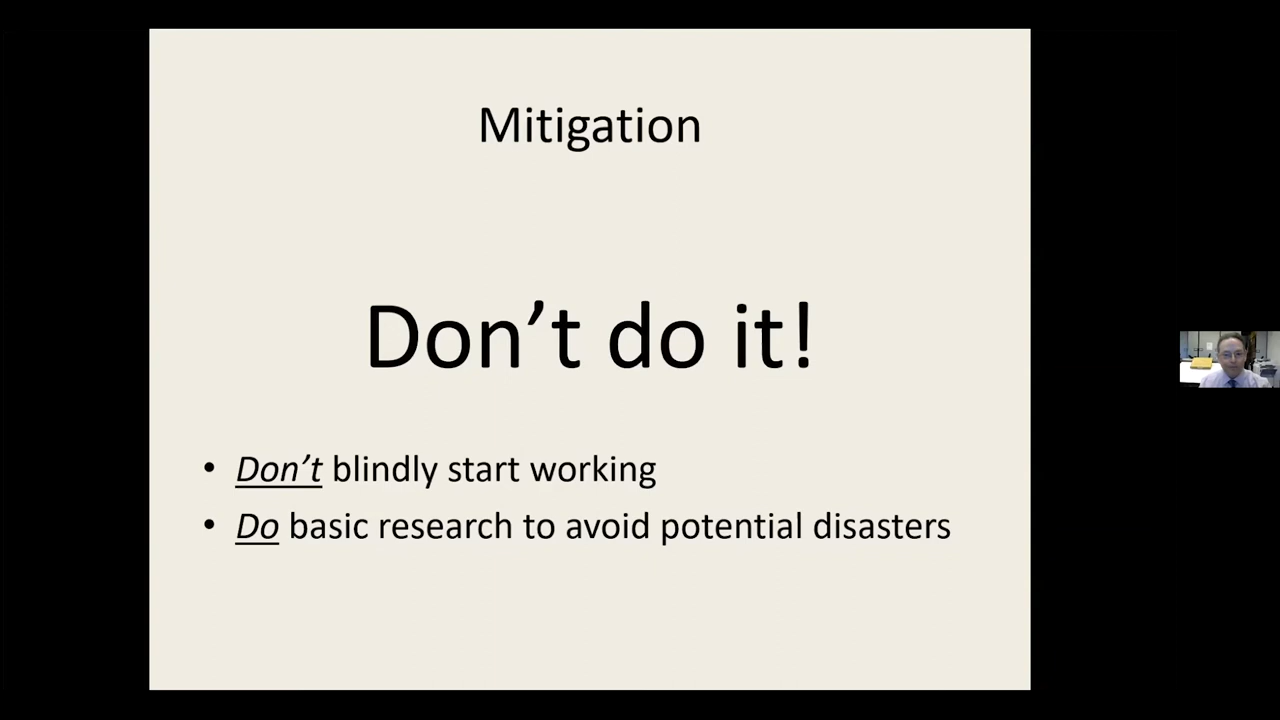 Mitigation
Don’t do it!
• Don’t blindly start working
• Do basic research to avoid potential disasters